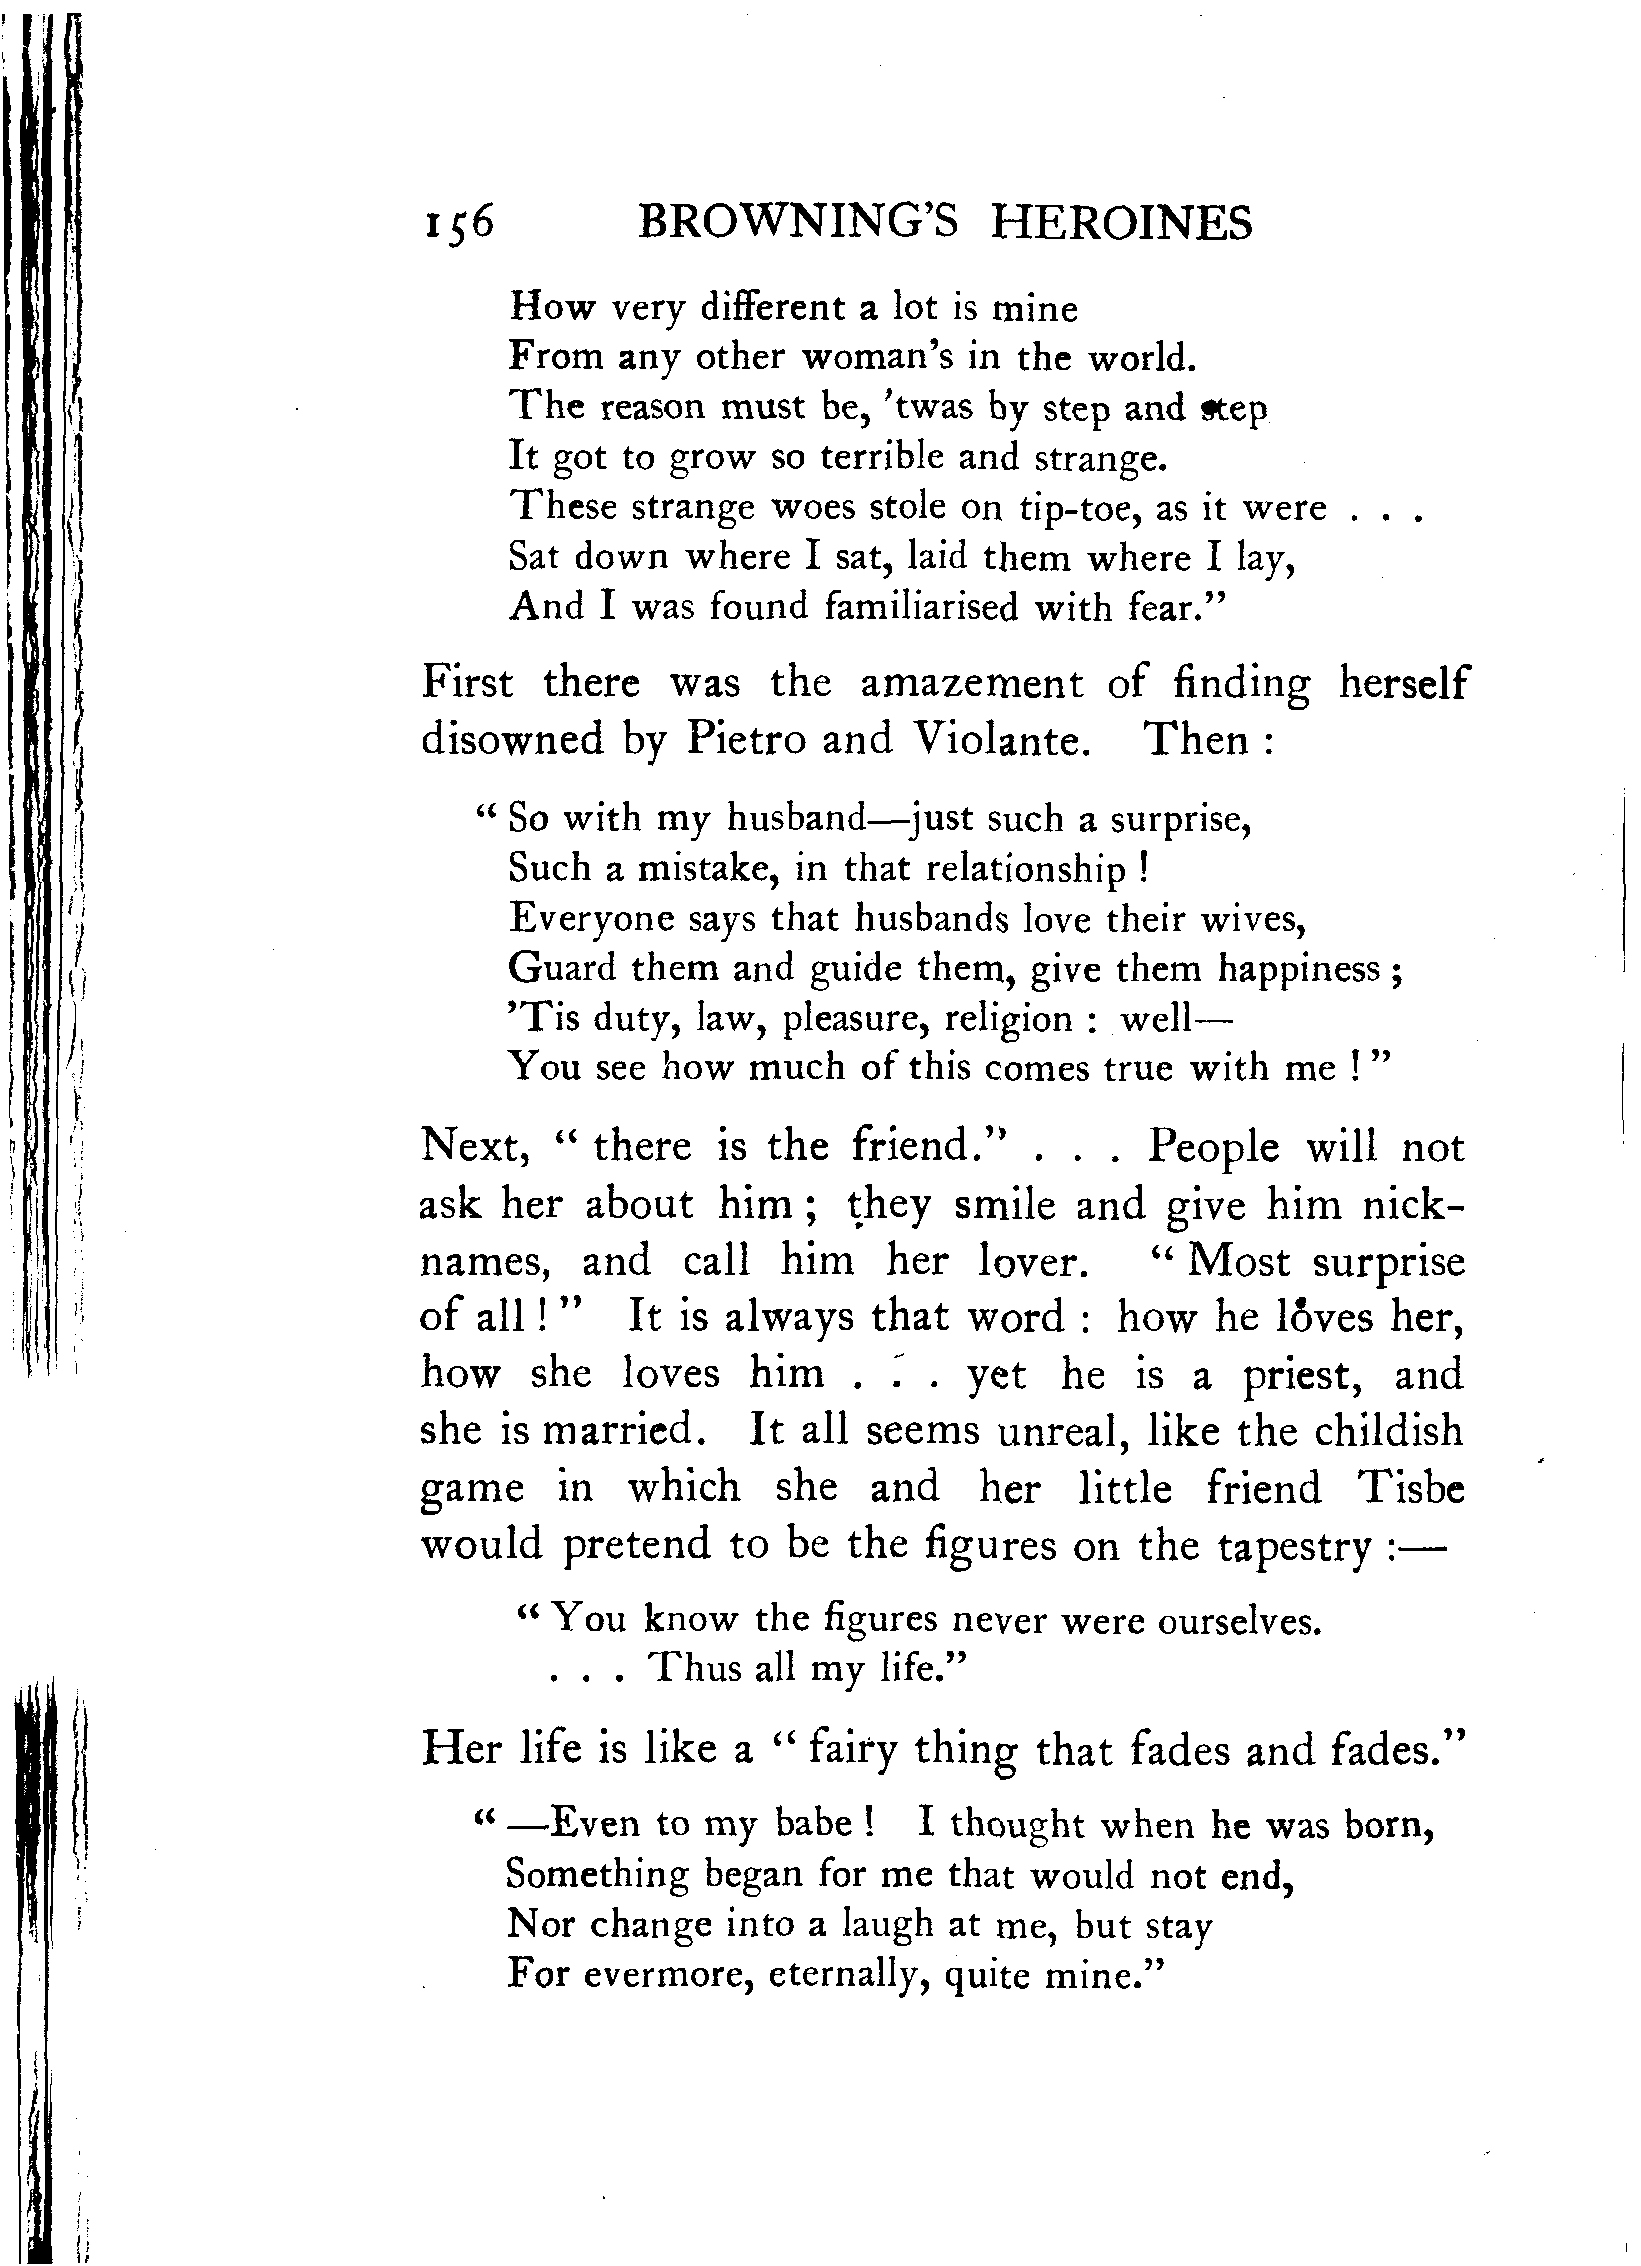 156 BROWNING'S HEROINES
How very different a lot is mine
From any other woman's in the world.
The reason must be, 'twas by step and step
It got to grow so terrible and strange.
These strange woes stole on tip-toe, as it were . . .
Sat down where I sat, laid them where I lay,
And I was found familiarised with fear."
First there was the amazement of finding herself
disowned by Pietro and Violante. Then :
" So with my husband—just such a surprise,
Such a mistake, in that relationship !
Everyone says that husbands love their wives,
Guard them and guide them, give them happiness ;
'Tis duty, law, pleasure, religion : well—
You see how much of this comes true with me ! "
Next, " there is the friend." . . . People will not
ask her about him ; they smile and give him nick-
names, and call him her lover. " Most surprise
of all ! " It is always that word : how he loves her,
how she loves him . . . yet he is a priest, and
she is married. It all seems unreal, like the childish
game in which she and her little friend Tisbe
would pretend to be the figures on the tapestry :—
" You know the figures never were ourselves.
. . . Thus all my life."
Her life is like a " fairy thing that fades and fades."
" —Even to my babe ! I thought when he was born,
Something began for me that would not end,
Nor change into a laugh at me, but stay
For evermore, eternally, quite mine."